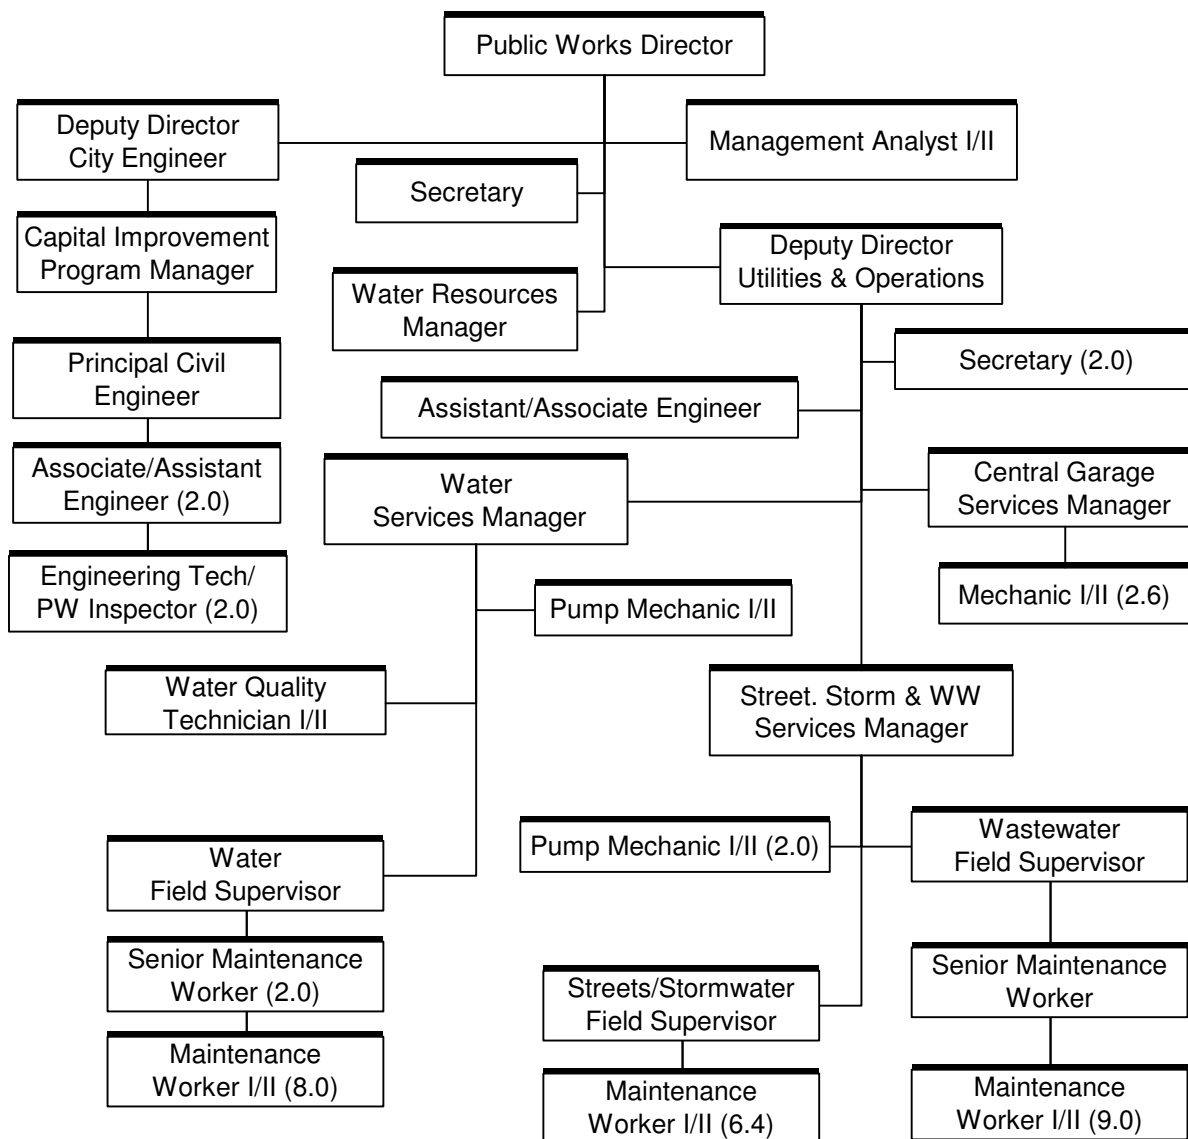 Public Works Director
Deputy Director
City Engineer
Management Analyst I/II
Secretary
Capital Improvement
Program Manager
Deputy Director
Utilities & Operations
Water Resources
Manager
Principal Civil
Engineer
Secretary (2.0)
Assistant/Associate Engineer
Associate/Assistant
Engineer (2.0)
Water
Services Manager
Central Garage
Services Manager
Engineering Tech/
PW Inspector (2.0)
Pump Mechanic I/II
Mechanic I/II (2.6)
Water Quality
Technician I/II
Street. Storm & WW
Services Manager
Water
Field Supervisor
Pump Mechanic I/II (2.0)
Wastewater
Field Supervisor
Senior Maintenance
Worker (2.0)
Streets/Stormwater
Field Supervisor
Senior Maintenance
Worker
Maintenance
Worker I/II (8.0)
Maintenance
Worker I/II (6.4)
Maintenance
Worker I/II (9.0)